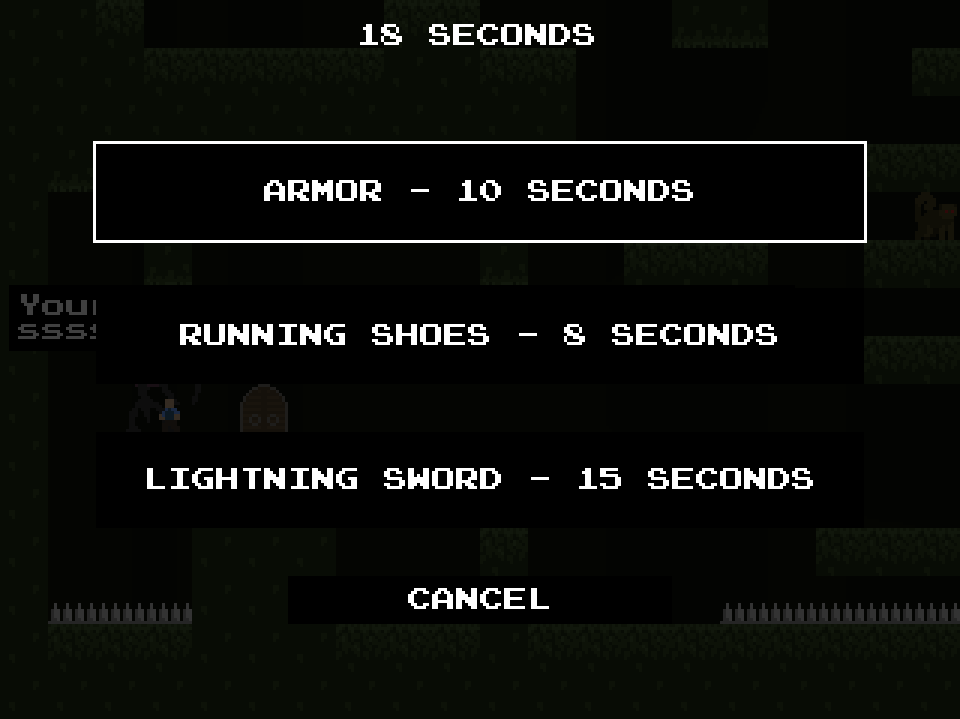 18 SECONDS
ARMOR - 10 SECONDS
RUNNING SHOES - 8 SECONDS
LIGHTNING SWORD - 15 SECONDS
CANCEL